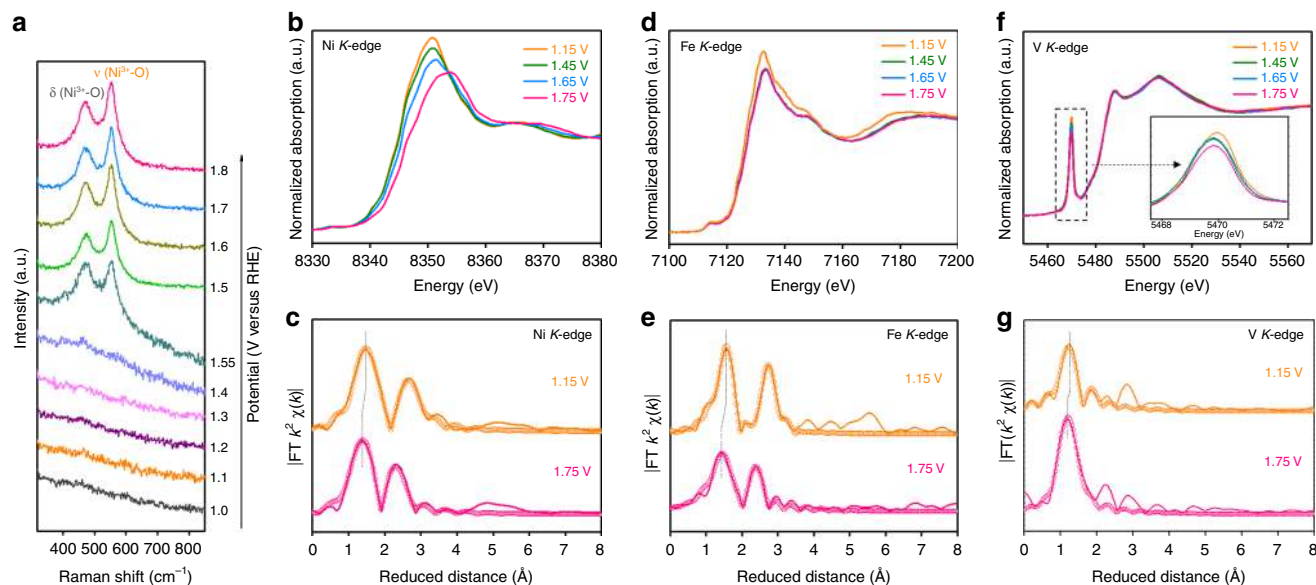 a
ν (Ni³⁺-O)
δ (Ni³⁺-O)
1.8
1.7
1.6
1.5
1.55
1.4
1.3
1.2
1.1
1.0
Intensity (a.u.)
Potential (V versus RHE)
400 500 600 700 800
Raman shift (cm⁻¹)
b
Ni K-edge
1.15 V
1.45 V
1.65 V
1.75 V
Normalized absorption (a.u.)
8330 8340 8350 8360 8370 8380
Energy (eV)
c
Ni K-edge
1.15 V
1.75 V
|FT k² χ(k)|
0 1 2 3 4 5 6 7 8
Reduced distance (Å)
d
Fe K-edge
1.15 V
1.45 V
1.65 V
1.75 V
Normalized absorption (a.u.)
7100 7120 7140 7160 7180 7200
Energy (eV)
e
Fe K-edge
1.15 V
1.75 V
|FT k² χ(k)|
0 1 2 3 4 5 6 7 8
Reduced distance (Å)
f
V K-edge
1.15 V
1.45 V
1.65 V
1.75 V
Normalized absorption (a.u.)
5468 5470 5472
Energy (eV)
5460 5480 5500 5520 5540 5560
Energy (eV)
g
V K-edge
1.15 V
1.75 V
|FT(k² χ(k))|
0 1 2 3 4 5 6 7 8
Reduced distance (Å)